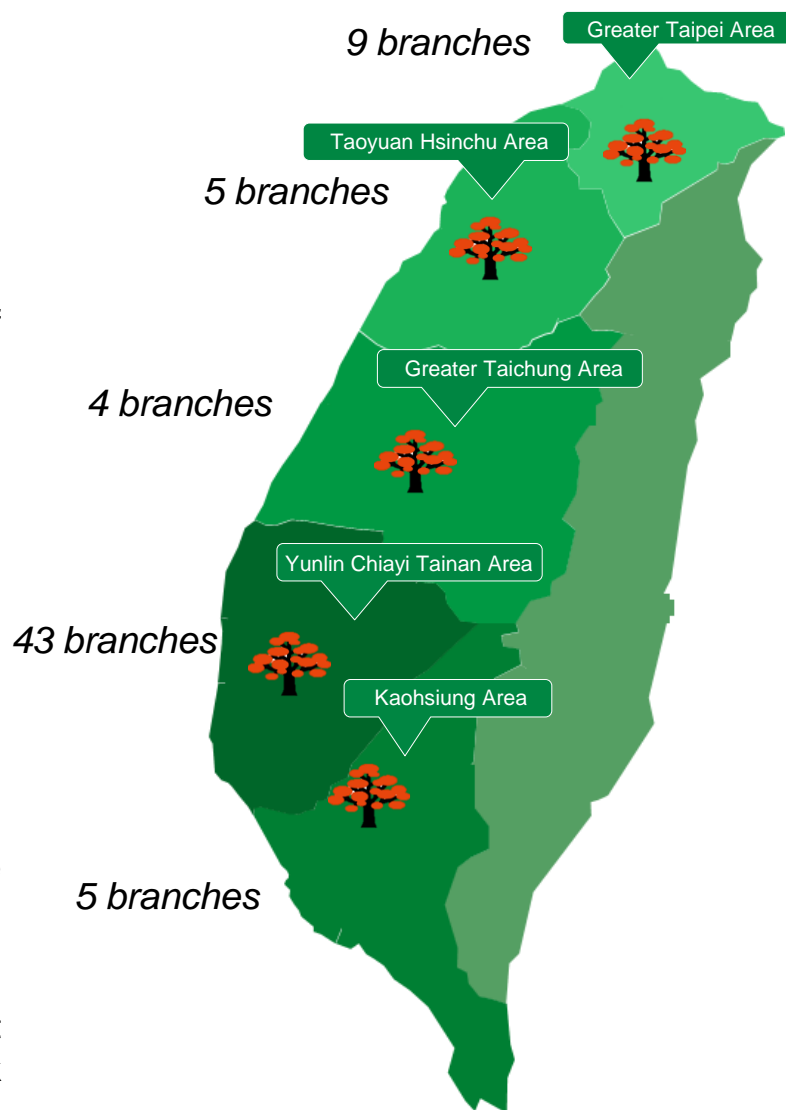 9 branches
Greater Taipei Area
Taoyuan Hsinchu Area
5 branches
Greater Taichung Area
4 branches
Yunlin Chiayi Tainan Area
43 branches
Kaohsiung Area
5 branches